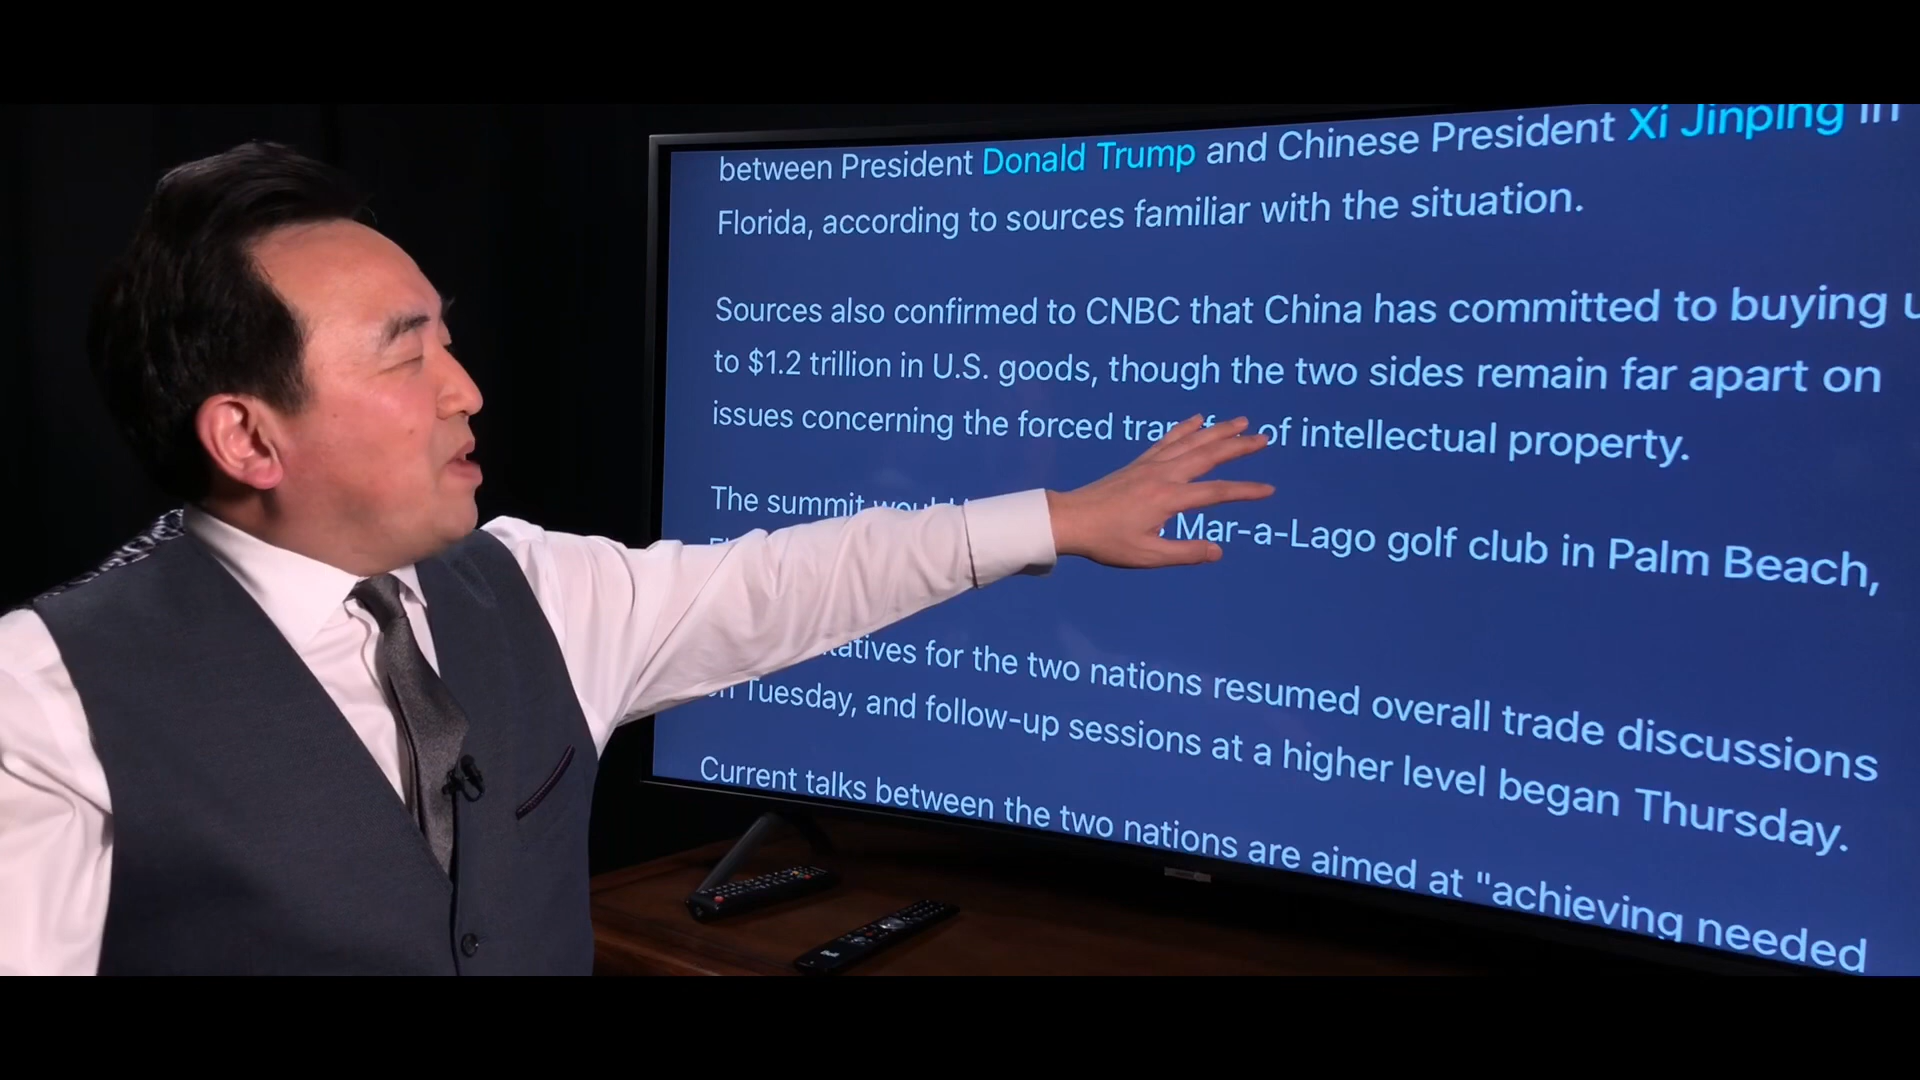 between President Donald Trump and Chinese President Xi Jinping in
Florida, according to sources familiar with the situation.
Sources also confirmed to CNBC that China has committed to buying
to $1.2 trillion in U.S. goods, though the two sides remain far apart on
issues concerning the forced of intellectual property.
The summit Mar-a-Lago golf club in Palm Beach,
for the two nations resumed overall trade discussions
Tuesday, and follow-up sessions at a higher level began Thursday.
Current talks between the two nations are aimed at "achieving needed